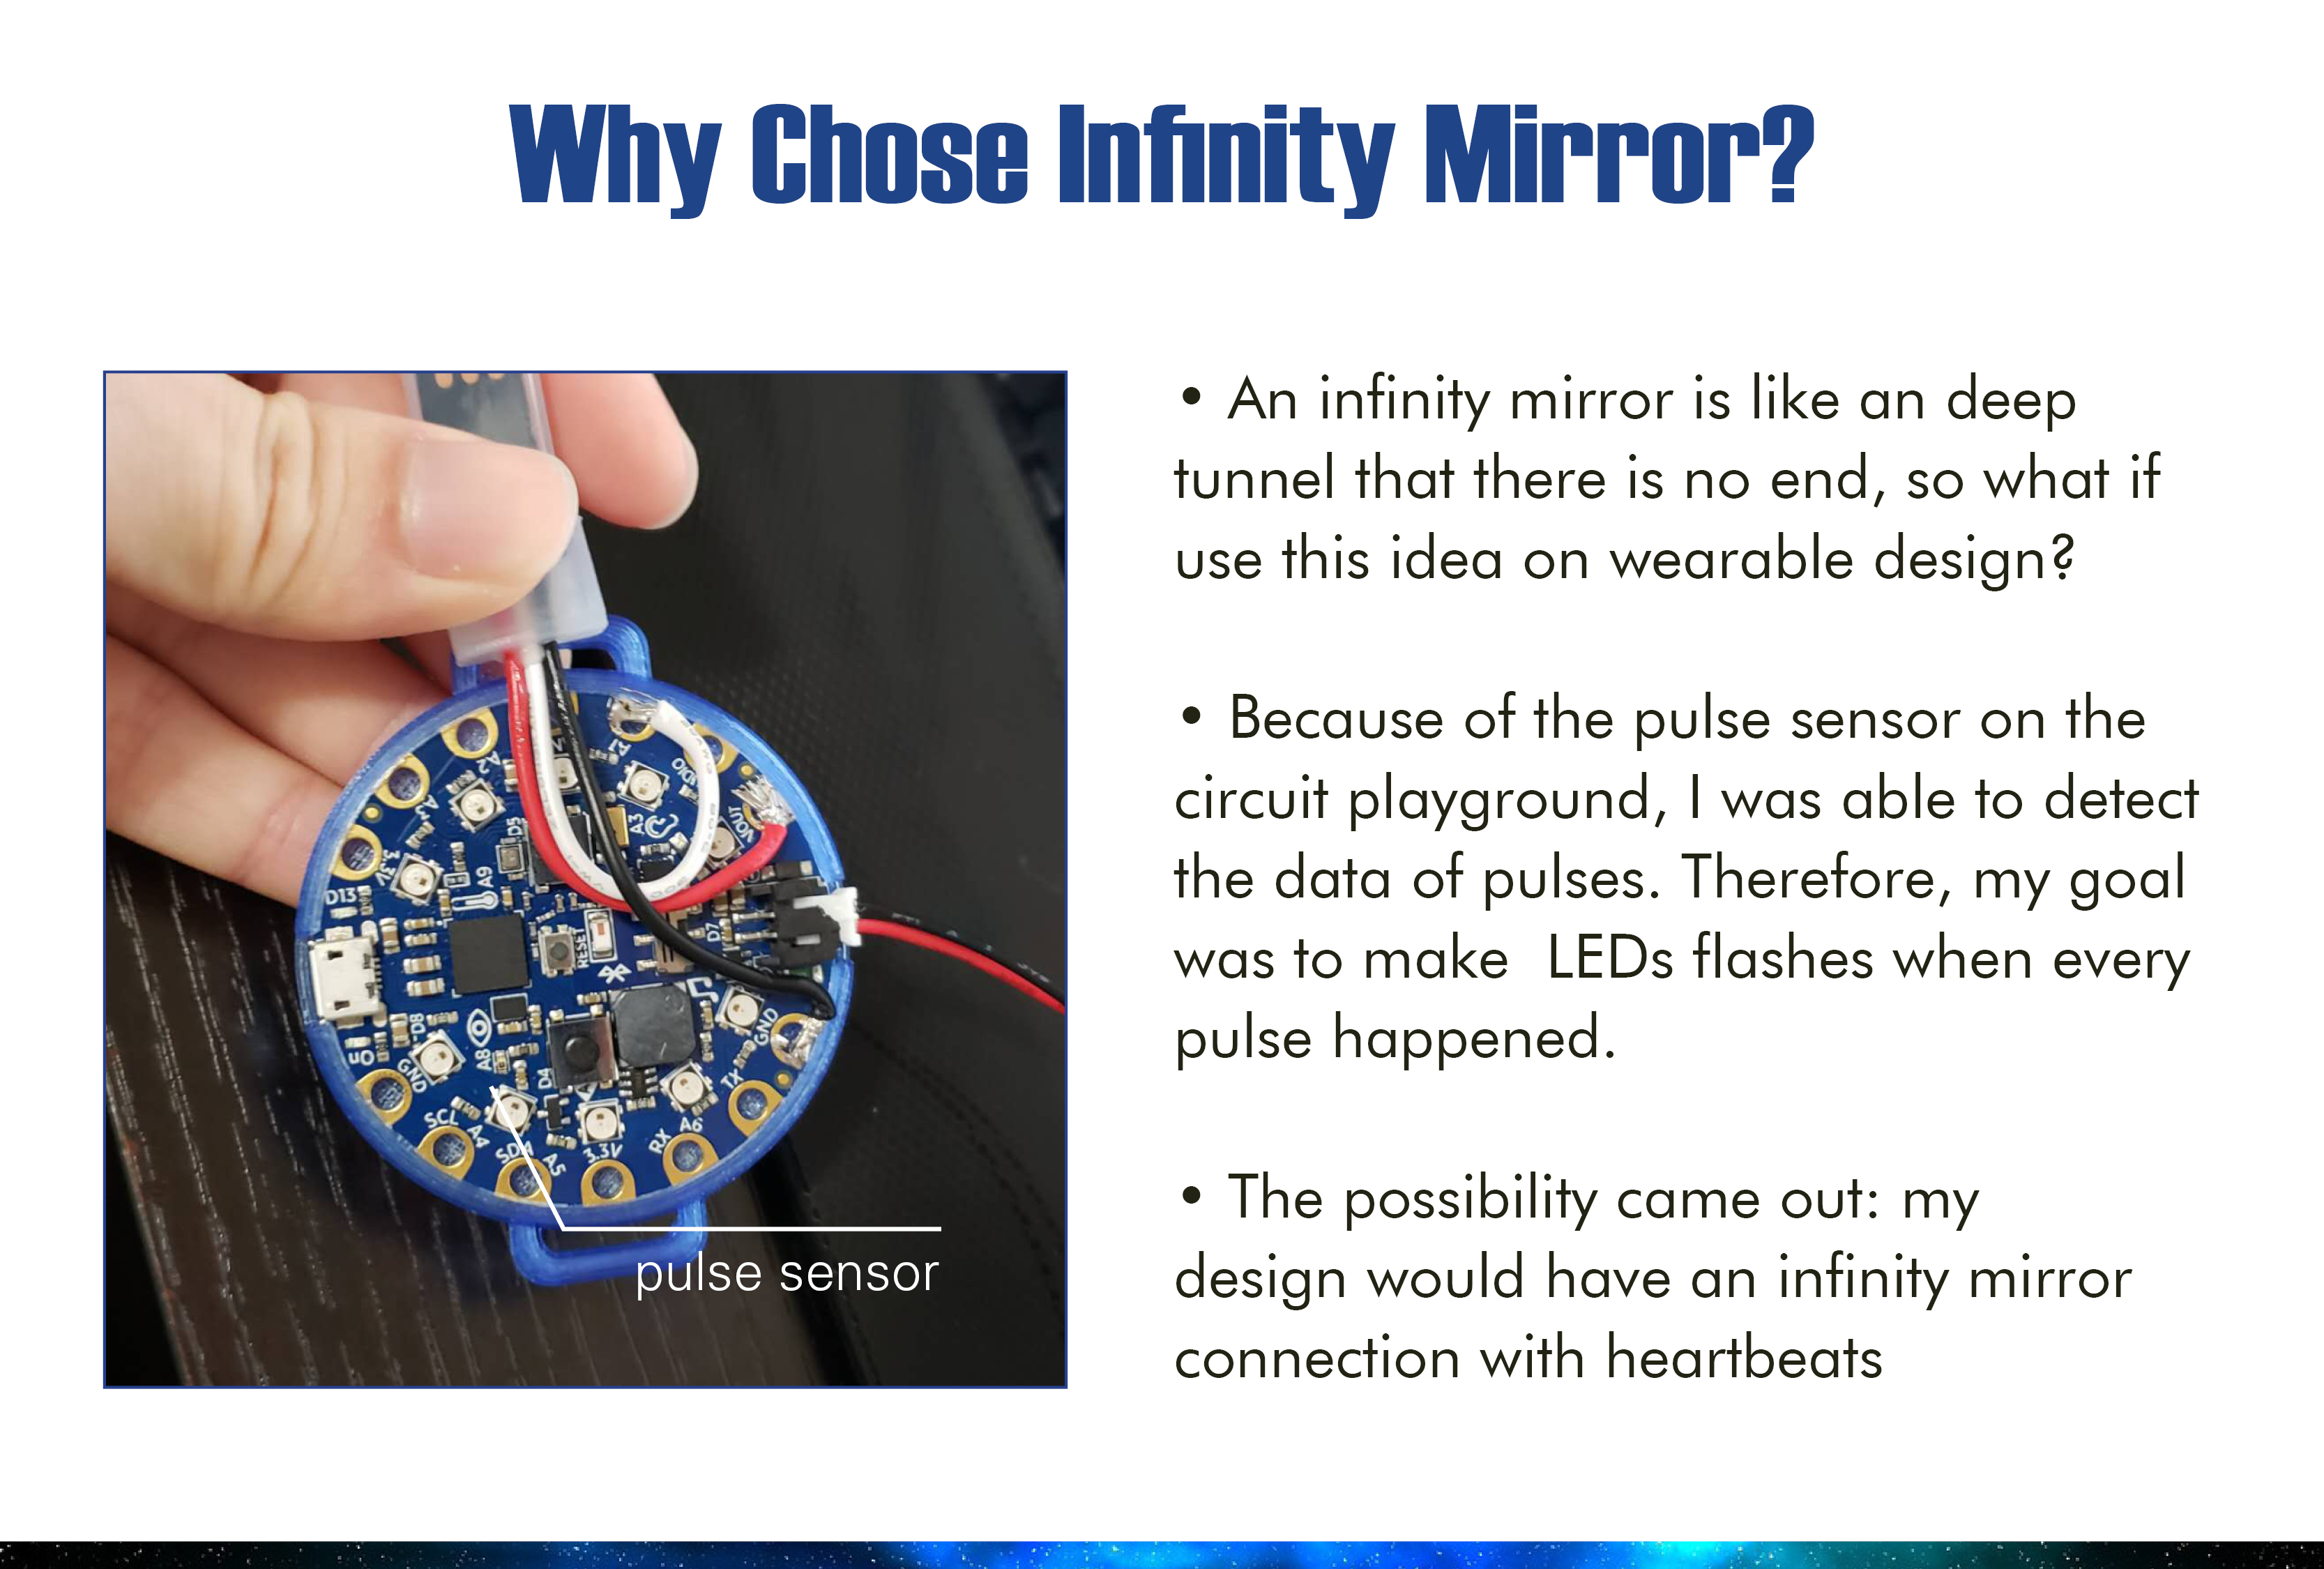 Why Chose Infinity Mirror?
• An infinity mirror is like an deep
tunnel that there is no end, so what if
use this idea on wearable design?
• Because of the pulse sensor on the
circuit playground, I was able to detect
the data of pulses. Therefore, my goal
was to make  LEDs flashes when every
pulse happened.
• The possibility came out: my
design would have an infinity mirror
connection with heartbeats
A2
D5
A3
3.3V
D13
A9
RESET
D7
D8
A8
D4
GND
GND
TX
SCL A4
SDA A5
3.3V
RX A6
pulse sensor